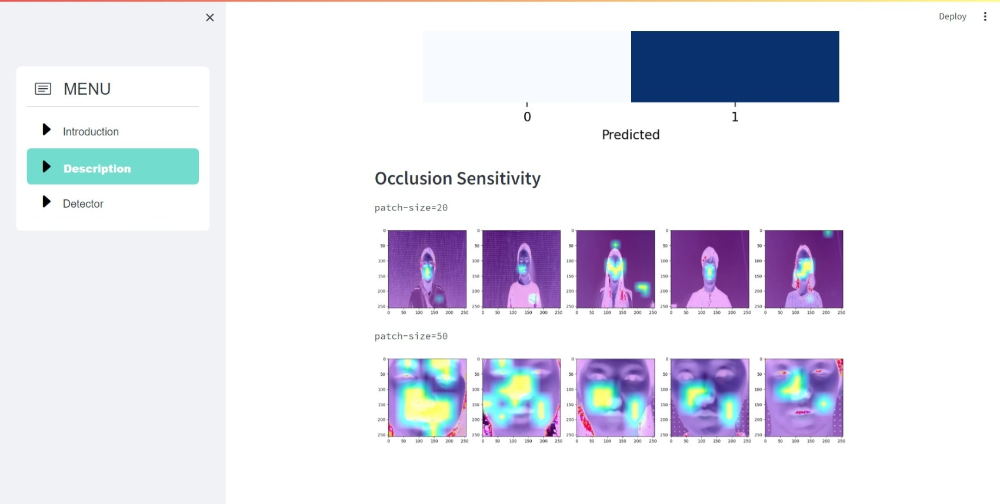 Deploy
MENU
Introduction
Description
Detector
0 1
Predicted
Occlusion Sensitivity
patch-size=20
0 0 0 0 0
50 50 50 50 50
100 100 100 100 100
150 150 150 150 150
200 200 200 200 200
250 250 250 250 250
0 50 100 150 200 250 0 50 100 150 200 250 0 50 100 150 200 250 0 50 100 150 200 250 0 50 100 150 200 250
patch-size=50
0 0 0 0 0
50 50 50 50 50
100 100 100 100 100
150 150 150 150 150
200 200 200 200 200
250 250 250 250 250
0 50 100 150 200 250 0 50 100 150 200 250 0 50 100 150 200 250 0 50 100 150 200 250 0 50 100 150 200 250